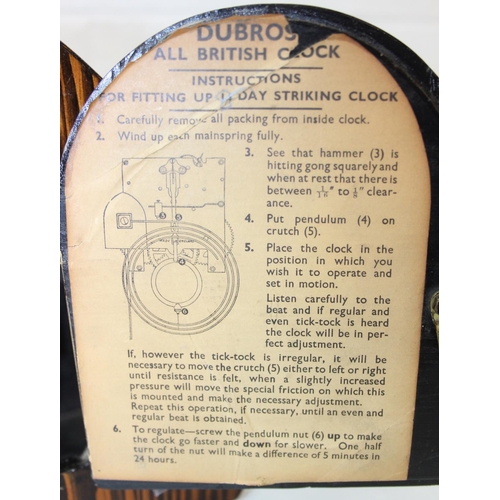 DUBROS
ALL BRITISH CLOCK
INSTRUCTIONS
FOR FITTING UP DAY STRIKING CLOCK
1. Carefully remove all packing from inside clock.
2. Wind up each mainspring fully.
3. See that hammer (3) is
hitting gong squarely and
when at rest that there is
between 1/16" to 1/8" clear-
ance.
4. Put pendulum (4) on
crutch (5).
5. Place the clock in the
position in which you
wish it to operate and
set in motion.
Listen carefully to the
beat and if regular and
even tick-tock is heard
the clock will be in per-
fect adjustment.
If, however the tick-tock is irregular, it will be
necessary to move the crutch (5) either to left or right
until resistance is felt, when a slightly increased
pressure will move the special friction on which this
is mounted and make the necessary adjustment.
Repeat this operation, if necessary, until an even and
regular beat is obtained.
6. To regulate—screw the pendulum nut (6) up to make
the clock go faster and down for slower. One half
turn of the nut will make a difference of 5 minutes in
24 hours.